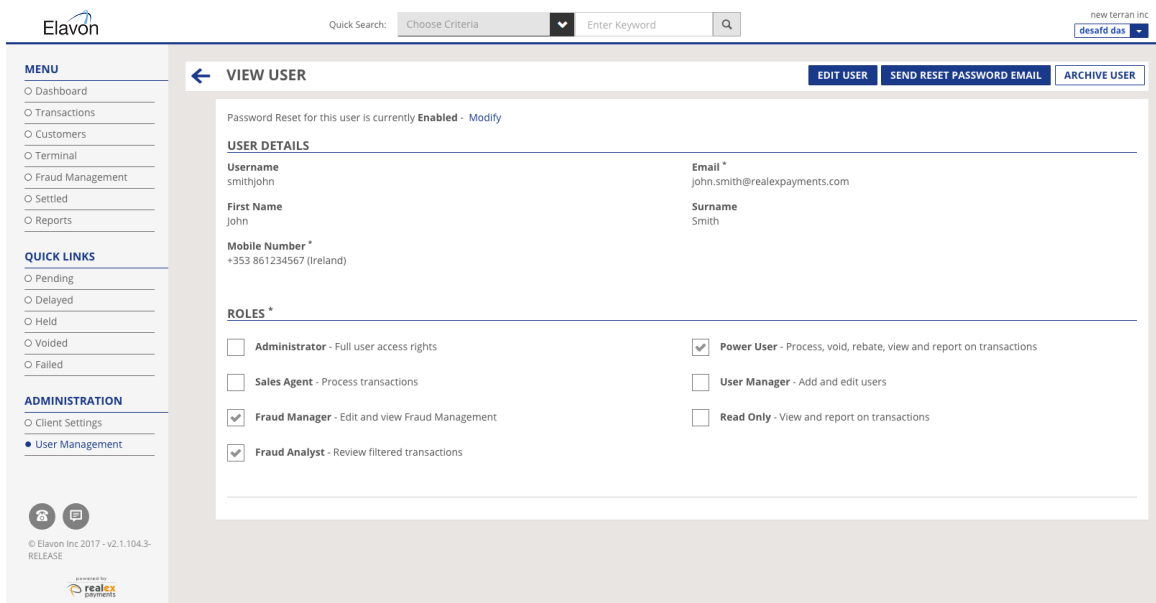 Elavon
Quick Search:
Choose Criteria
Enter Keyword
new terran inc
desafd das
MENU
Dashboard
Transactions
Customers
Terminal
Fraud Management
Settled
Reports
QUICK LINKS
Pending
Delayed
Held
Voided
Failed
ADMINISTRATION
Client Settings
User Management
© Elavon Inc 2017 - v2.1.104.3-
RELEASE
powered by
realex
payments
VIEW USER
EDIT USER
SEND RESET PASSWORD EMAIL
ARCHIVE USER
Password Reset for this user is currently Enabled - Modify
USER DETAILS
Username
smithjohn
Email *
john.smith@realexpayments.com
First Name
John
Surname
Smith
Mobile Number *
+353 861234567 (Ireland)
ROLES *
Administrator - Full user access rights
Power User - Process, void, rebate, view and report on transactions
Sales Agent - Process transactions
User Manager - Add and edit users
Fraud Manager - Edit and view Fraud Management
Read Only - View and report on transactions
Fraud Analyst - Review filtered transactions